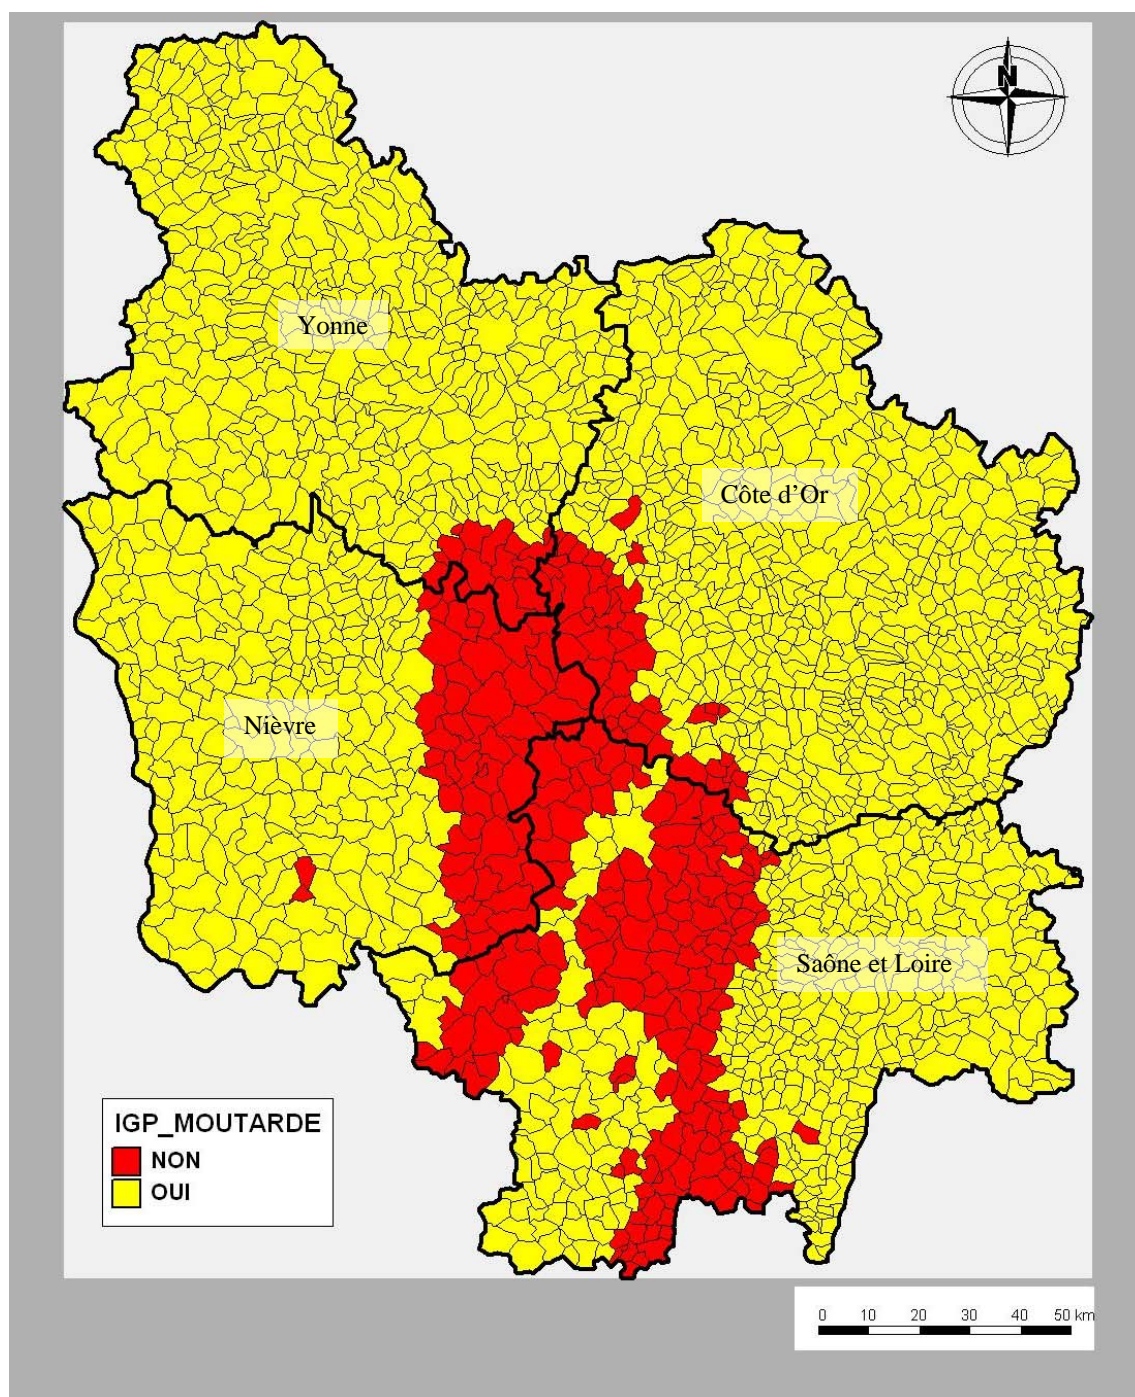 N
Yonne
Côte d'Or
Nièvre
Saône et Loire
IGP_MOUTARDE
NON
OUI
0 10 20 30 40 50 km